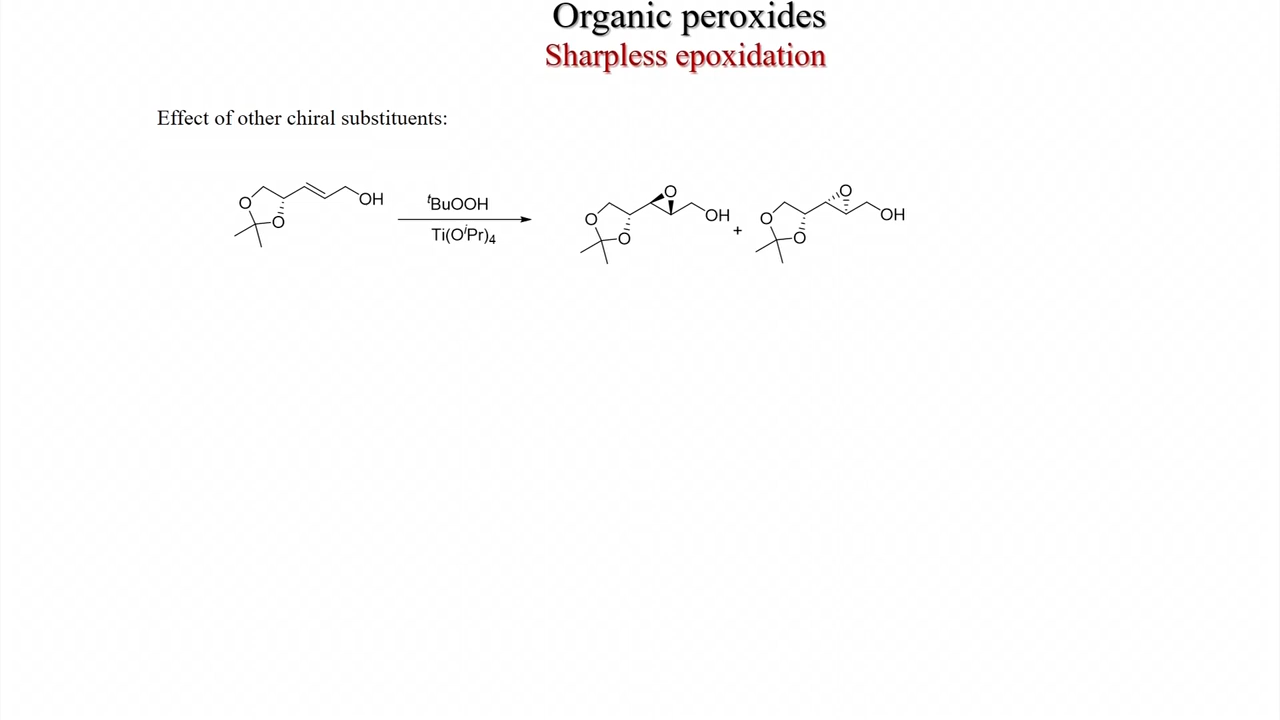 Organic peroxides
Sharpless epoxidation
Effect of other chiral substituents:
O
O
OH
ᵗBuOOH
Ti(OⁱPr)₄
O
O
O
OH
+
O
O
O
OH